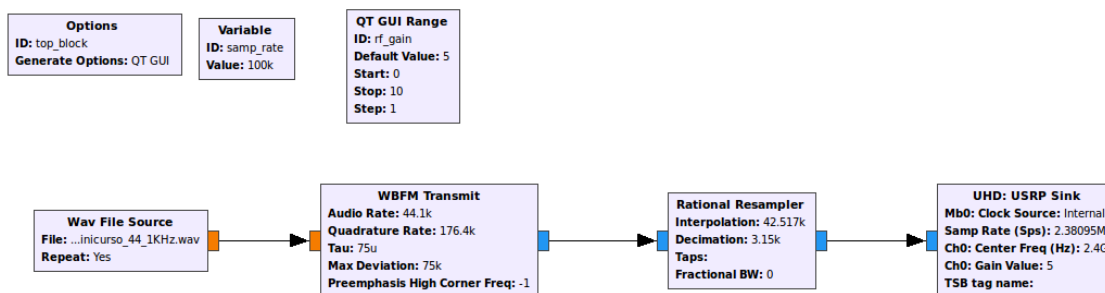 Options
ID: top_block
Generate Options: QT GUI
Variable
ID: samp_rate
Value: 100k
QT GUI Range
ID: rf_gain
Default Value: 5
Start: 0
Stop: 10
Step: 1
Wav File Source
File: ...inicurso_44_1KHz.wav
Repeat: Yes
WBFM Transmit
Audio Rate: 44.1k
Quadrature Rate: 176.4k
Tau: 75u
Max Deviation: 75k
Preemphasis High Corner Freq: -1
Rational Resampler
Interpolation: 42.517k
Decimation: 3.15k
Taps:
Fractional BW: 0
UHD: USRP Sink
Mb0: Clock Source: Internal
Samp Rate (Sps): 2.38095M
Ch0: Center Freq (Hz): 2.4G
Ch0: Gain Value: 5
TSB tag name: